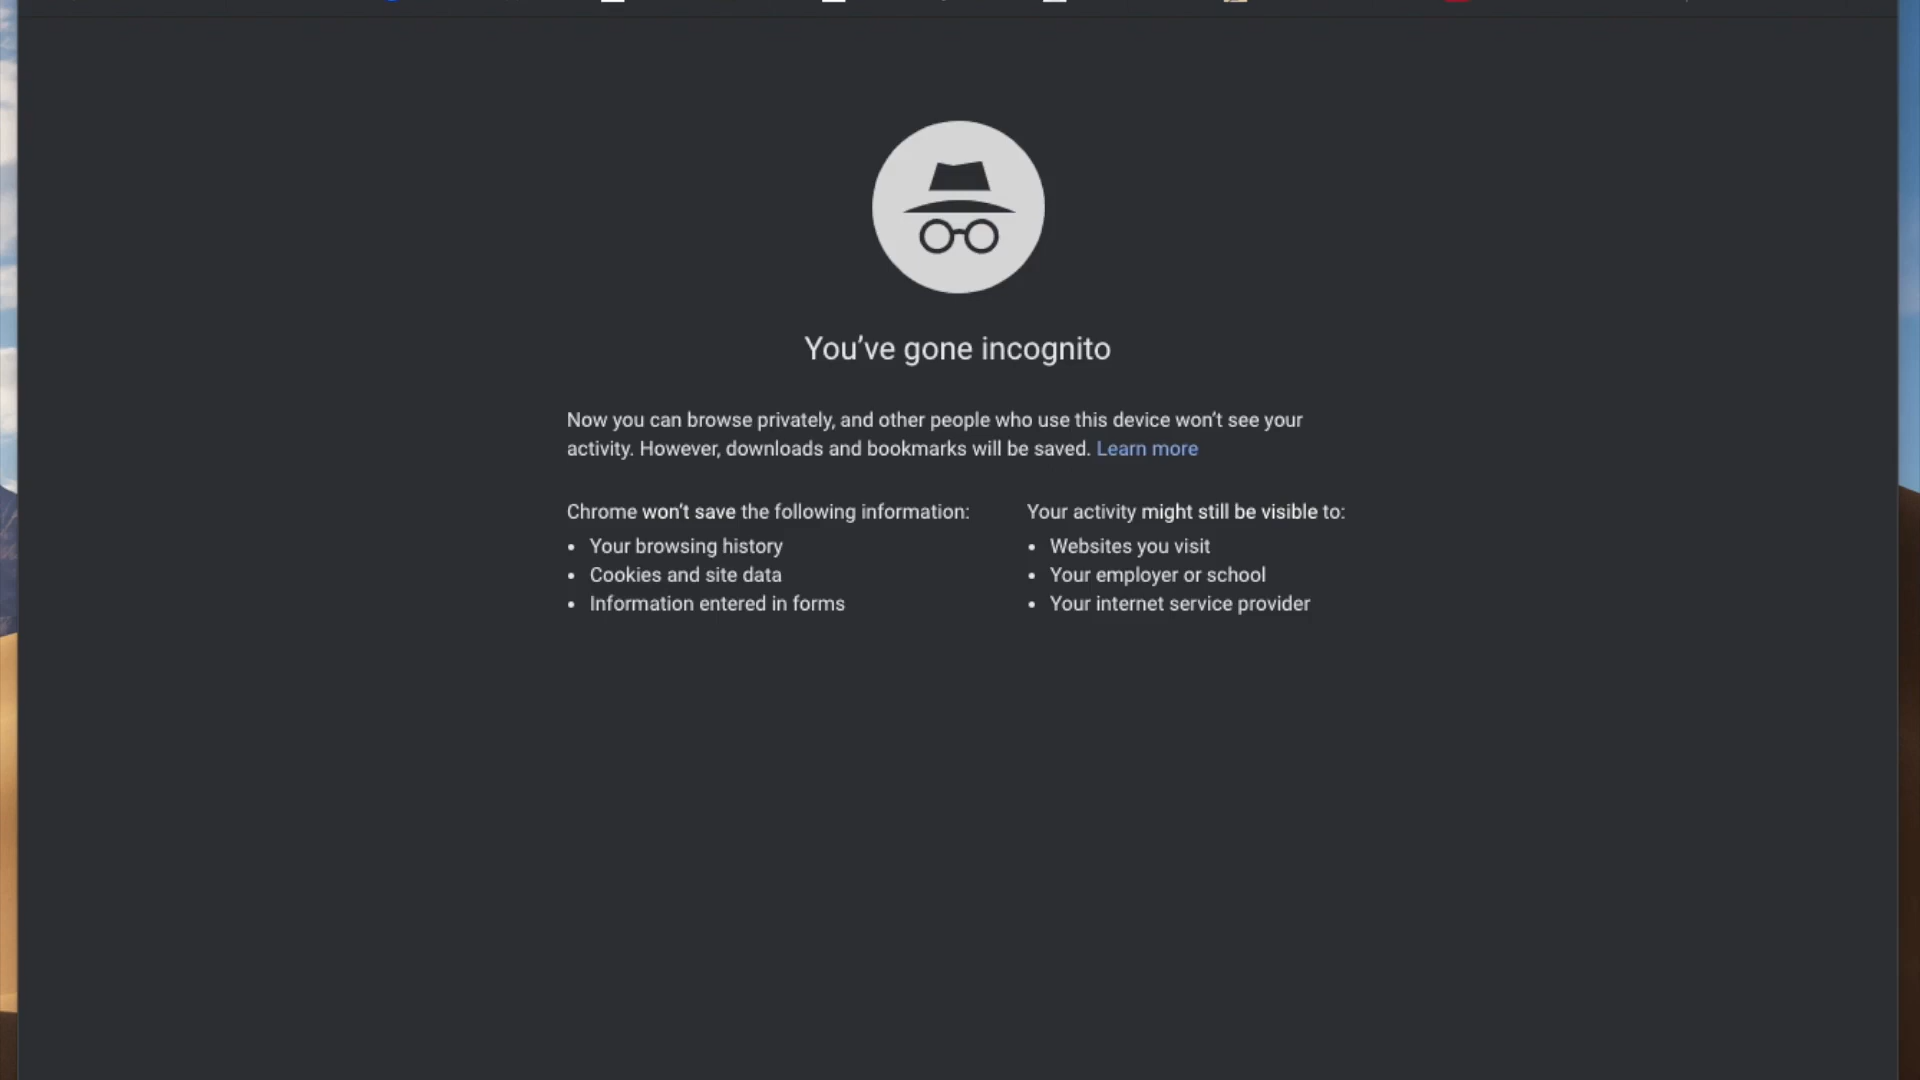 You’ve gone incognito
Now you can browse privately, and other people who use this device won’t see your
activity. However, downloads and bookmarks will be saved. Learn more
Chrome won’t save the following information:
• Your browsing history
• Cookies and site data
• Information entered in forms
Your activity might still be visible to:
• Websites you visit
• Your employer or school
• Your internet service provider